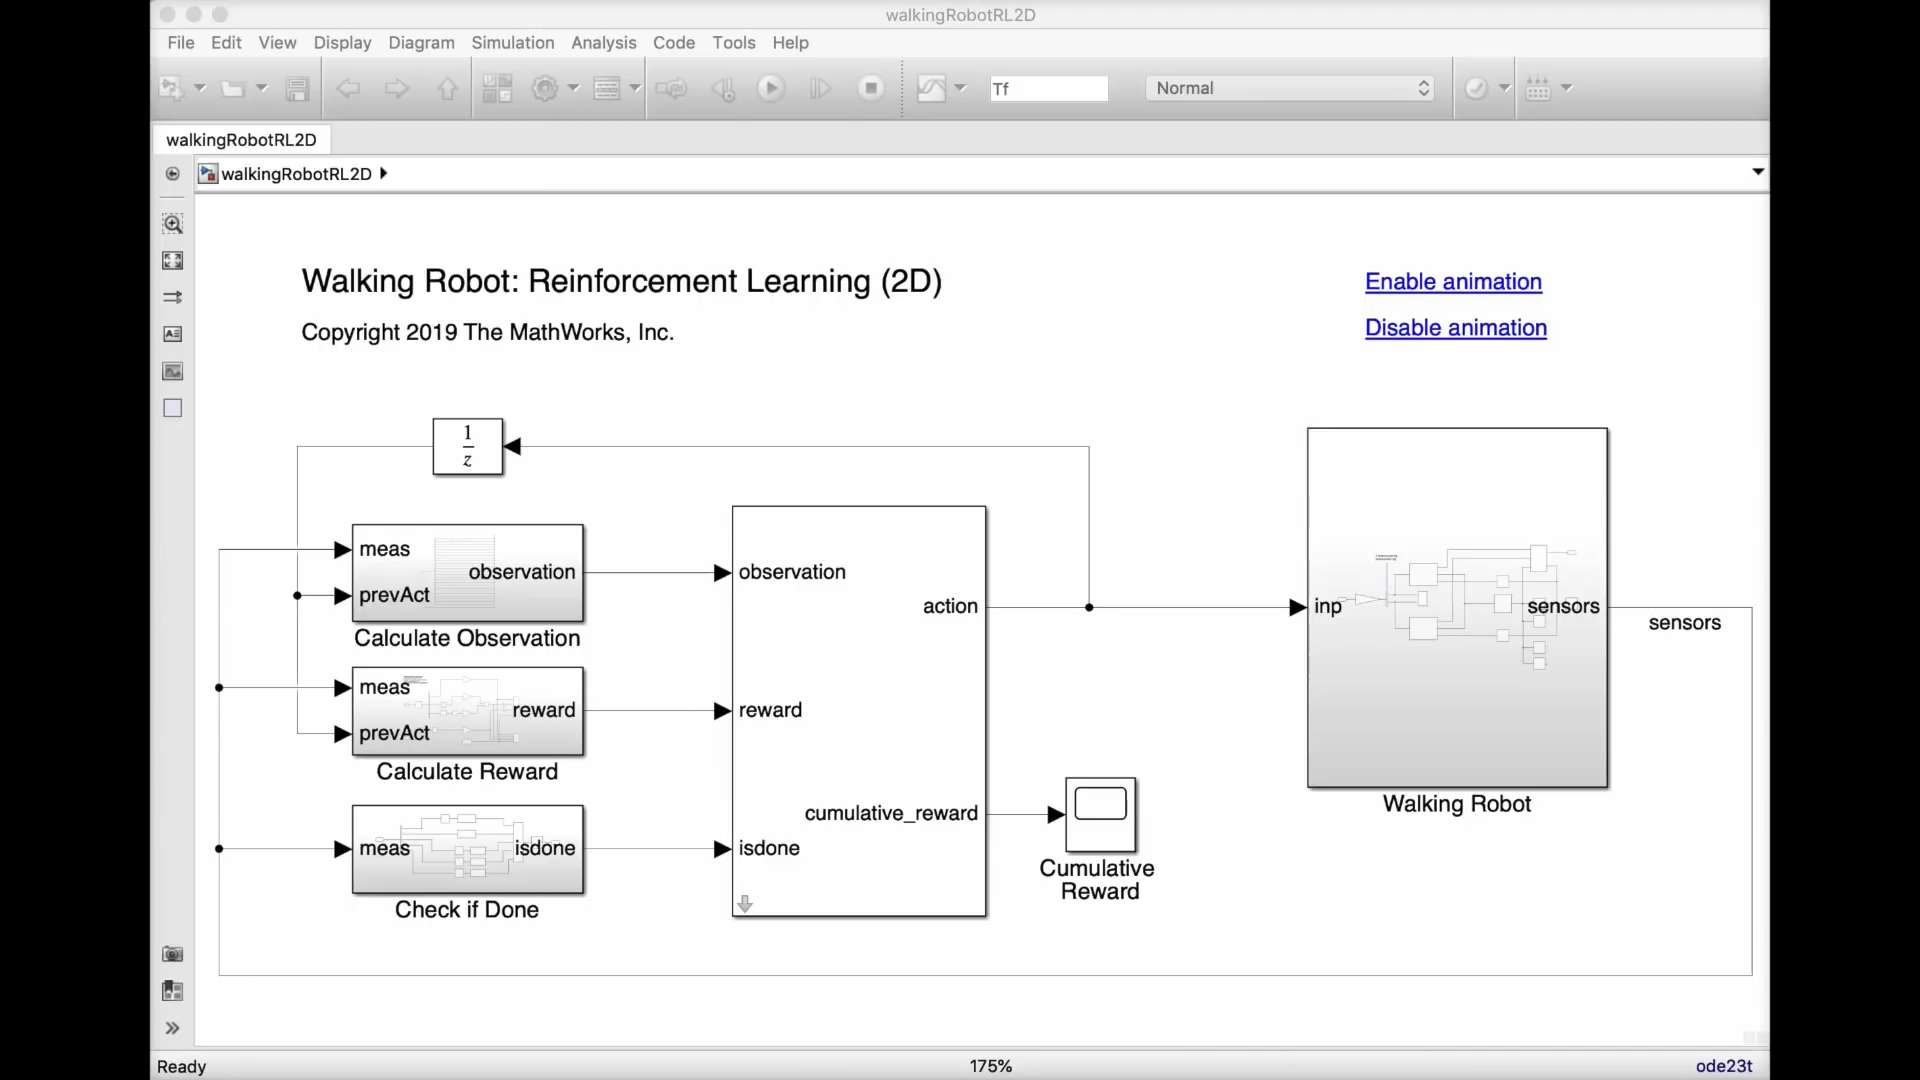 walkingRobotRL2D
File Edit View Display Diagram Simulation Analysis Code Tools Help
Tf
Normal
walkingRobotRL2D
walkingRobotRL2D
Walking Robot: Reinforcement Learning (2D)
Enable animation
Copyright 2019 The MathWorks, Inc.
Disable animation
1
z
meas
observation
prevAct
Calculate Observation
meas
reward
prevAct
Calculate Reward
meas
isdone
Check if Done
observation
action
reward
cumulative_reward
isdone
Cumulative
Reward
inp
sensors
Walking Robot
sensors
Ready
175%
ode23t